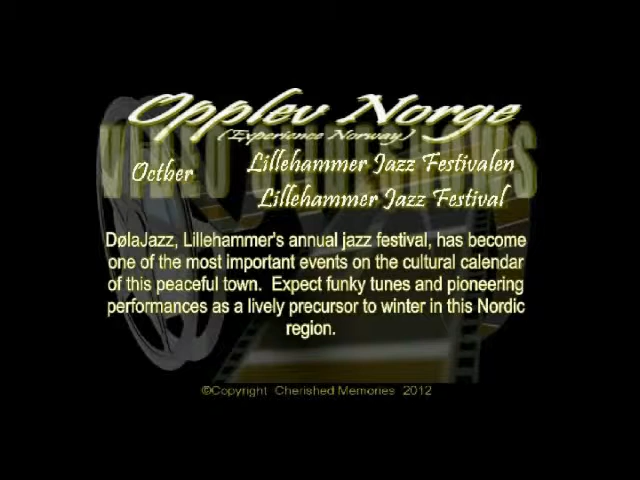 Opplev Norge
(Experience Norway)
Octber
Lillehammer Jazz Festivalen
Lillehammer Jazz Festival
DølaJazz, Lillehammer's annual jazz festival, has become
one of the most important events on the cultural calendar
of this peaceful town. Expect funky tunes and pioneering
performances as a lively precursor to winter in this Nordic
region.
©Copyright Cherished Memories 2012